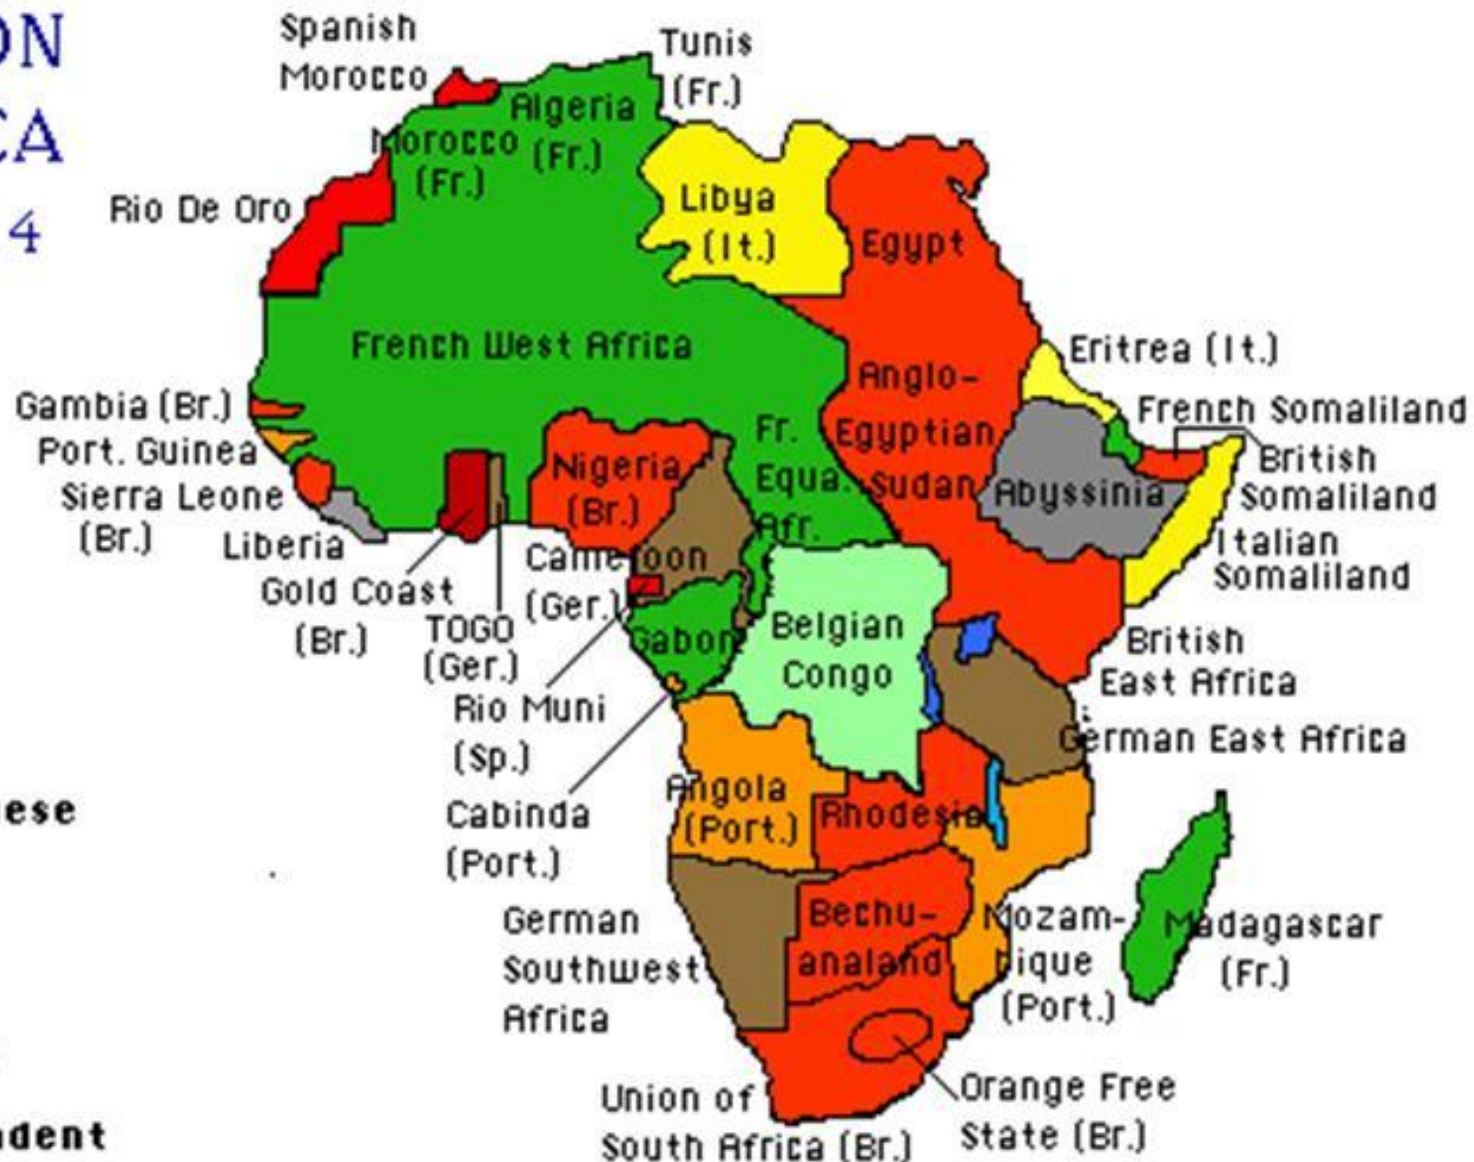 ON
CA
4
Spanish
Morocco
Tunis
(Fr.)
Algeria
(Fr.)
Morocco
(Fr.)
Rio De Oro
Libya
(It.)
Egypt
French West Africa
Eritrea (It.)
Anglo-
Egyptian
Sudan
French Somaliland
Gambia (Br.)
Port. Guinea
Sierra Leone
(Br.)
Liberia
Fr.
Equa.
Afr.
Nigeria
(Br.)
Abyssinia
British
Somaliland
Italian
Somaliland
Gold Coast
(Br.)
TOGO
(Ger.)
Cameroon
(Ger.)
Gabon
Belgian
Congo
British
East Africa
Rio Muni
(Sp.)
German East Africa
Cabinda
(Port.)
Angola
(Port.)
Rhodesia
ese
German
Southwest
Africa
Bechu-
analand
Mozam-
bique
(Port.)
Madagascar
(Fr.)
Union of
South Africa (Br.)
Orange Free
State (Br.)
ndent